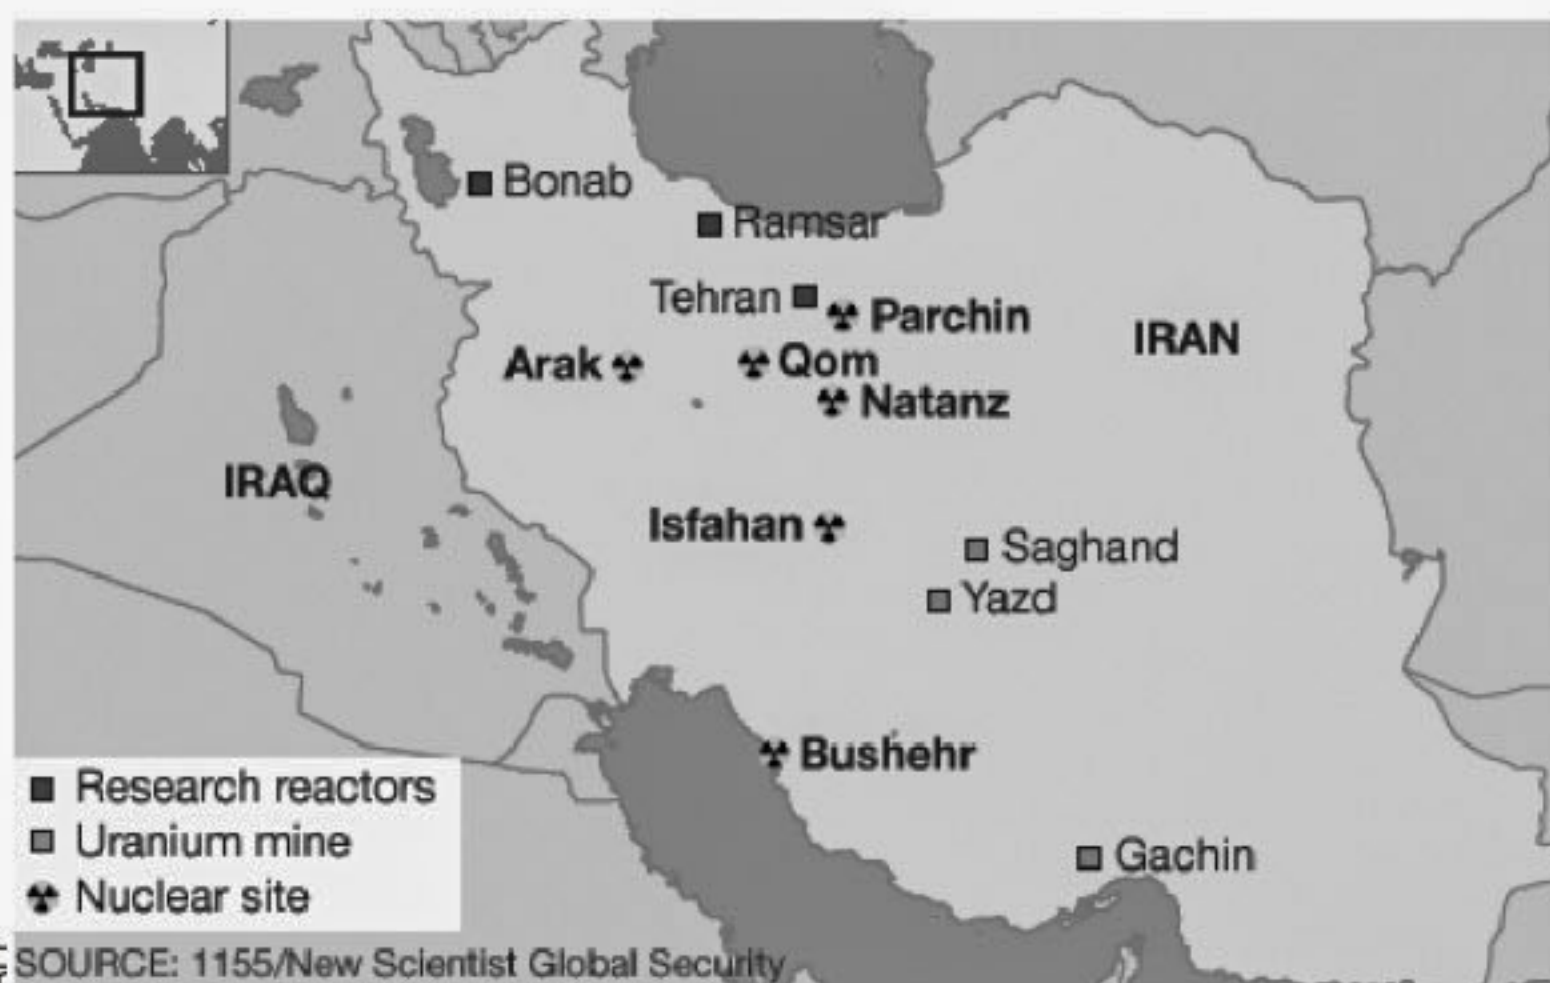 Bonab
Ramsar
Tehran
Parchin
IRAN
Arak
Qom
Natanz
IRAQ
Isfahan
Saghand
Yazd
Bushehr
Gachin
Research reactors
Uranium mine
Nuclear site
SOURCE: 1155/New Scientist Global Security